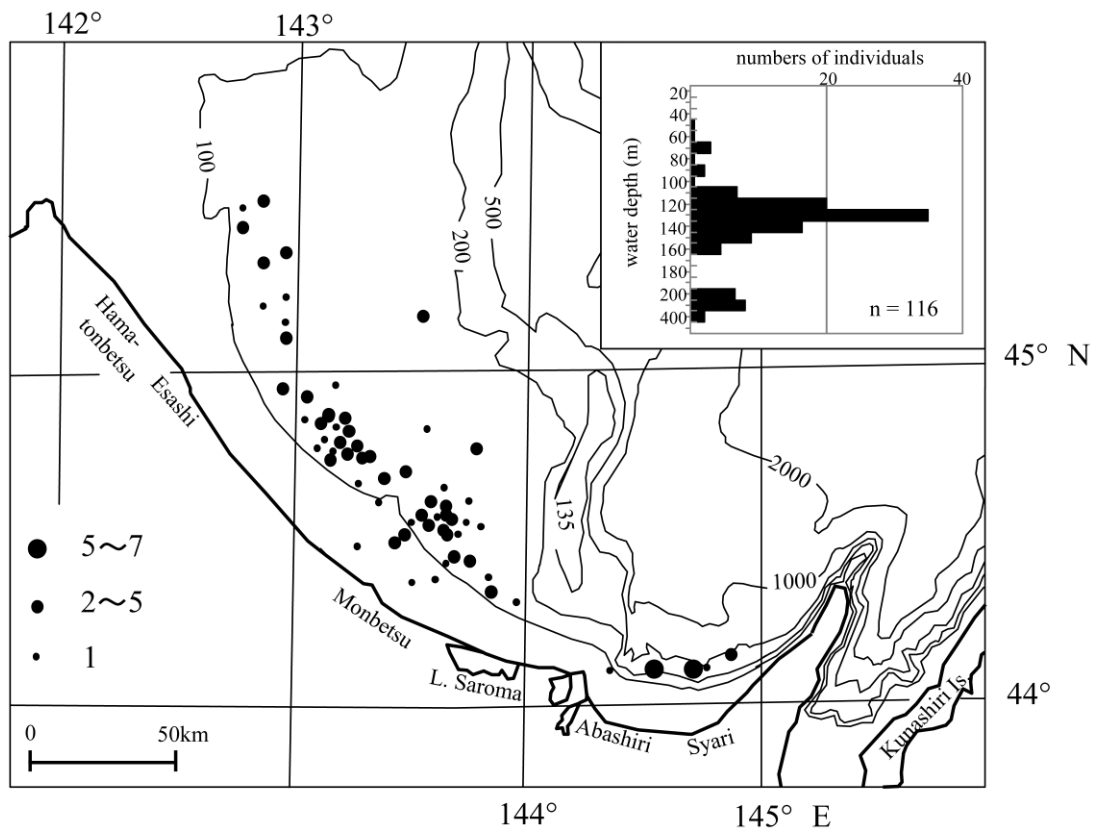 142°
143°
numbers of individuals
20
40
water depth (m)
20
40
60
80
100
120
140
160
180
200
400
n = 116
100
500
200
45° N
Hama-
tonbetsu
Esashi
2000
135
1000
5～7
2～5
1
Monbetsu
L. Saroma
44°
Abashiri
Syari
Kunashiri Is.
0
50km
144°
145° E